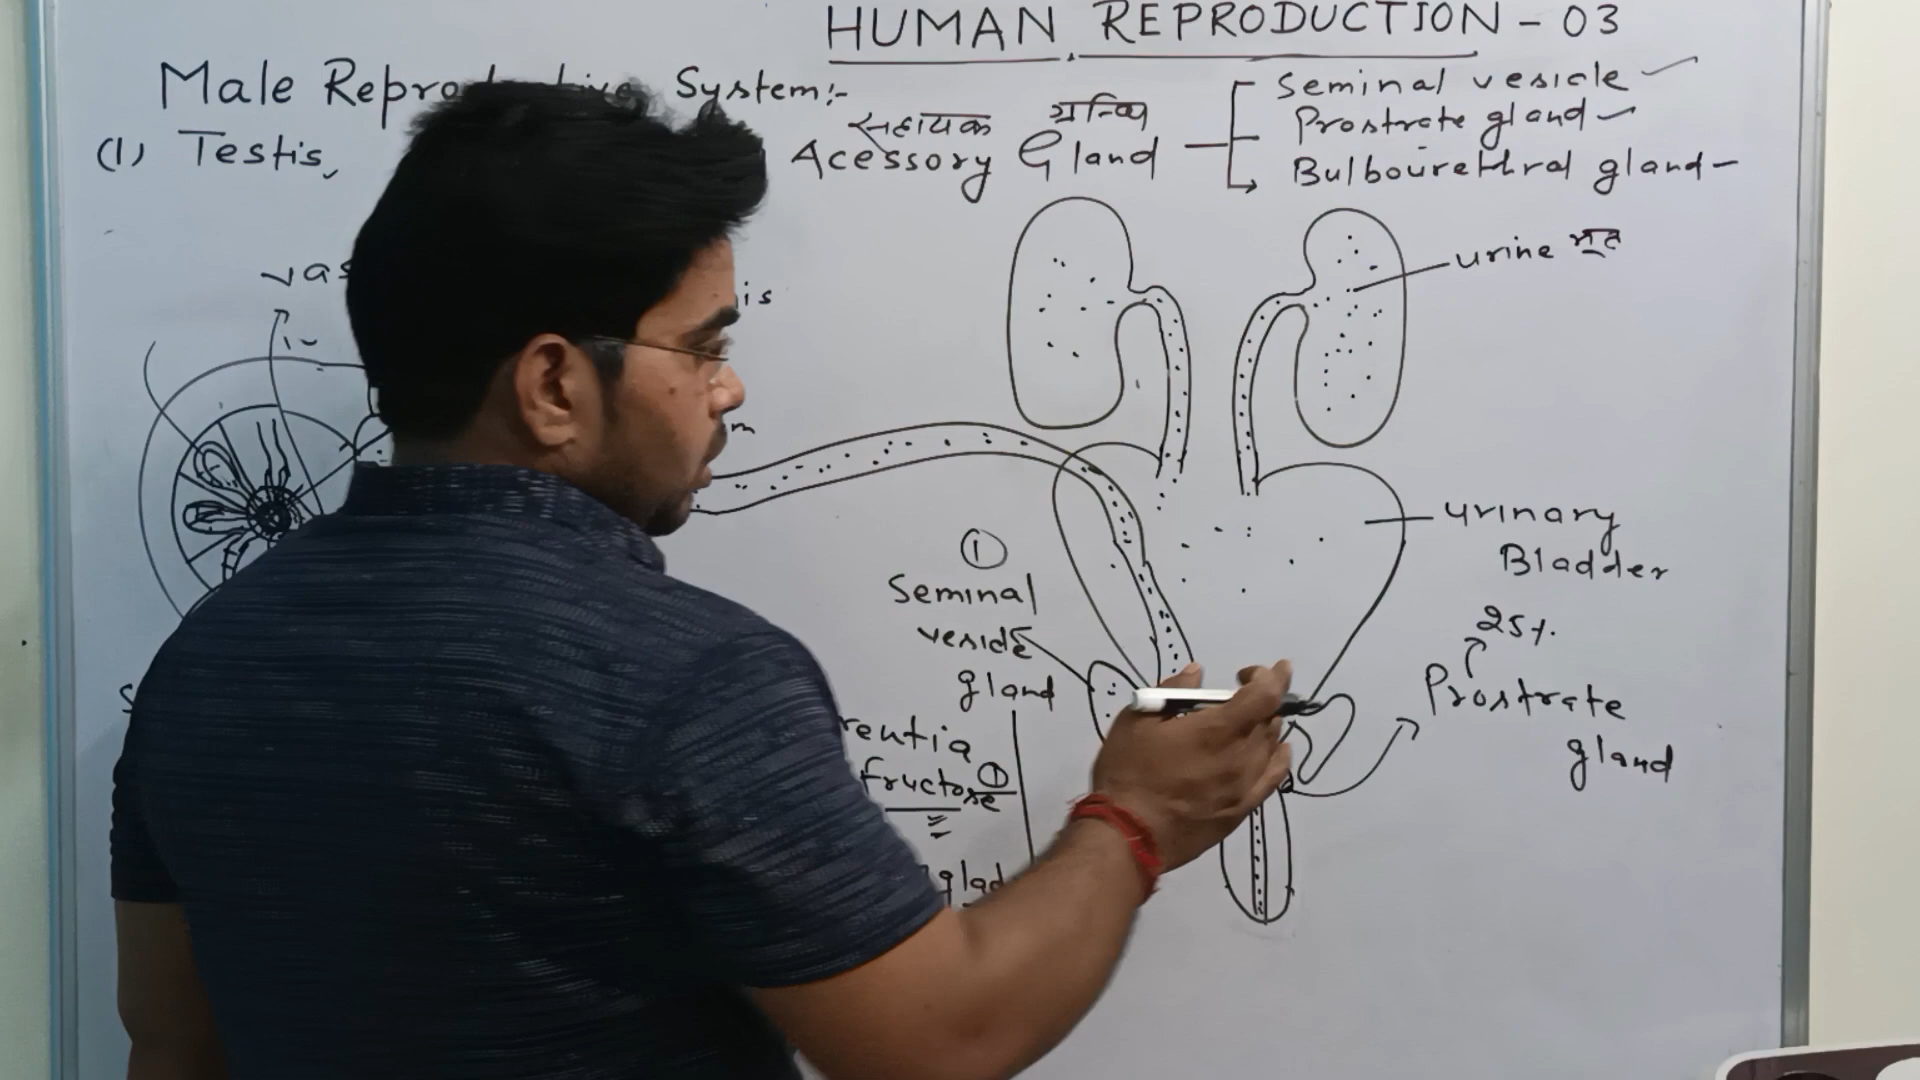 HUMAN REPRODUCTION - 03
Male System:-
(1) Testis,
सहायक ग्रन्थि
Acessory Gland
Seminal vesicle
Prostrate gland
Bulbourethral gland
urine मूत्र
urinary
Bladder
①
Seminal
vesicle
gland
25%.
Prostrate
gland
fructose ①